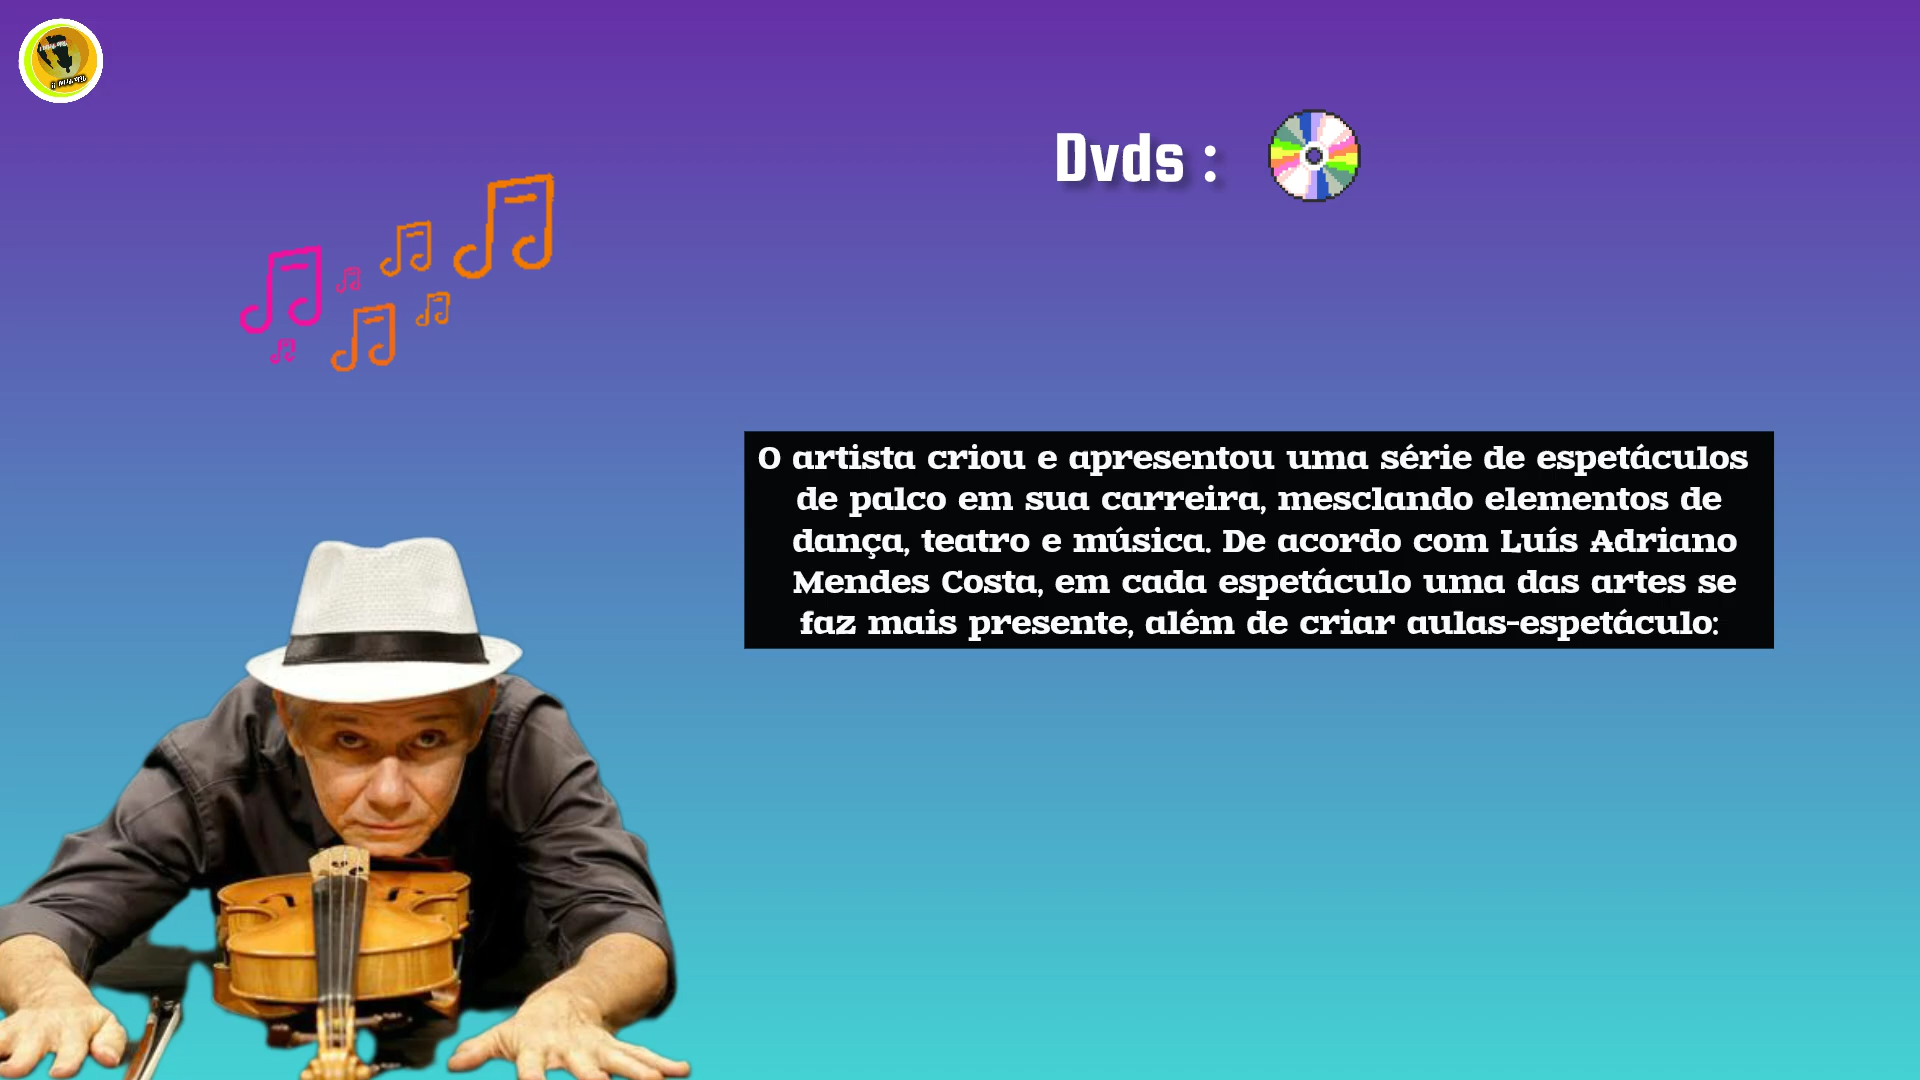 Dvds :
O artista criou e apresentou uma série de espetáculos
de palco em sua carreira, mesclando elementos de
dança, teatro e música. De acordo com Luís Adriano
Mendes Costa, em cada espetáculo uma das artes se
faz mais presente, além de criar aulas-espetáculo: